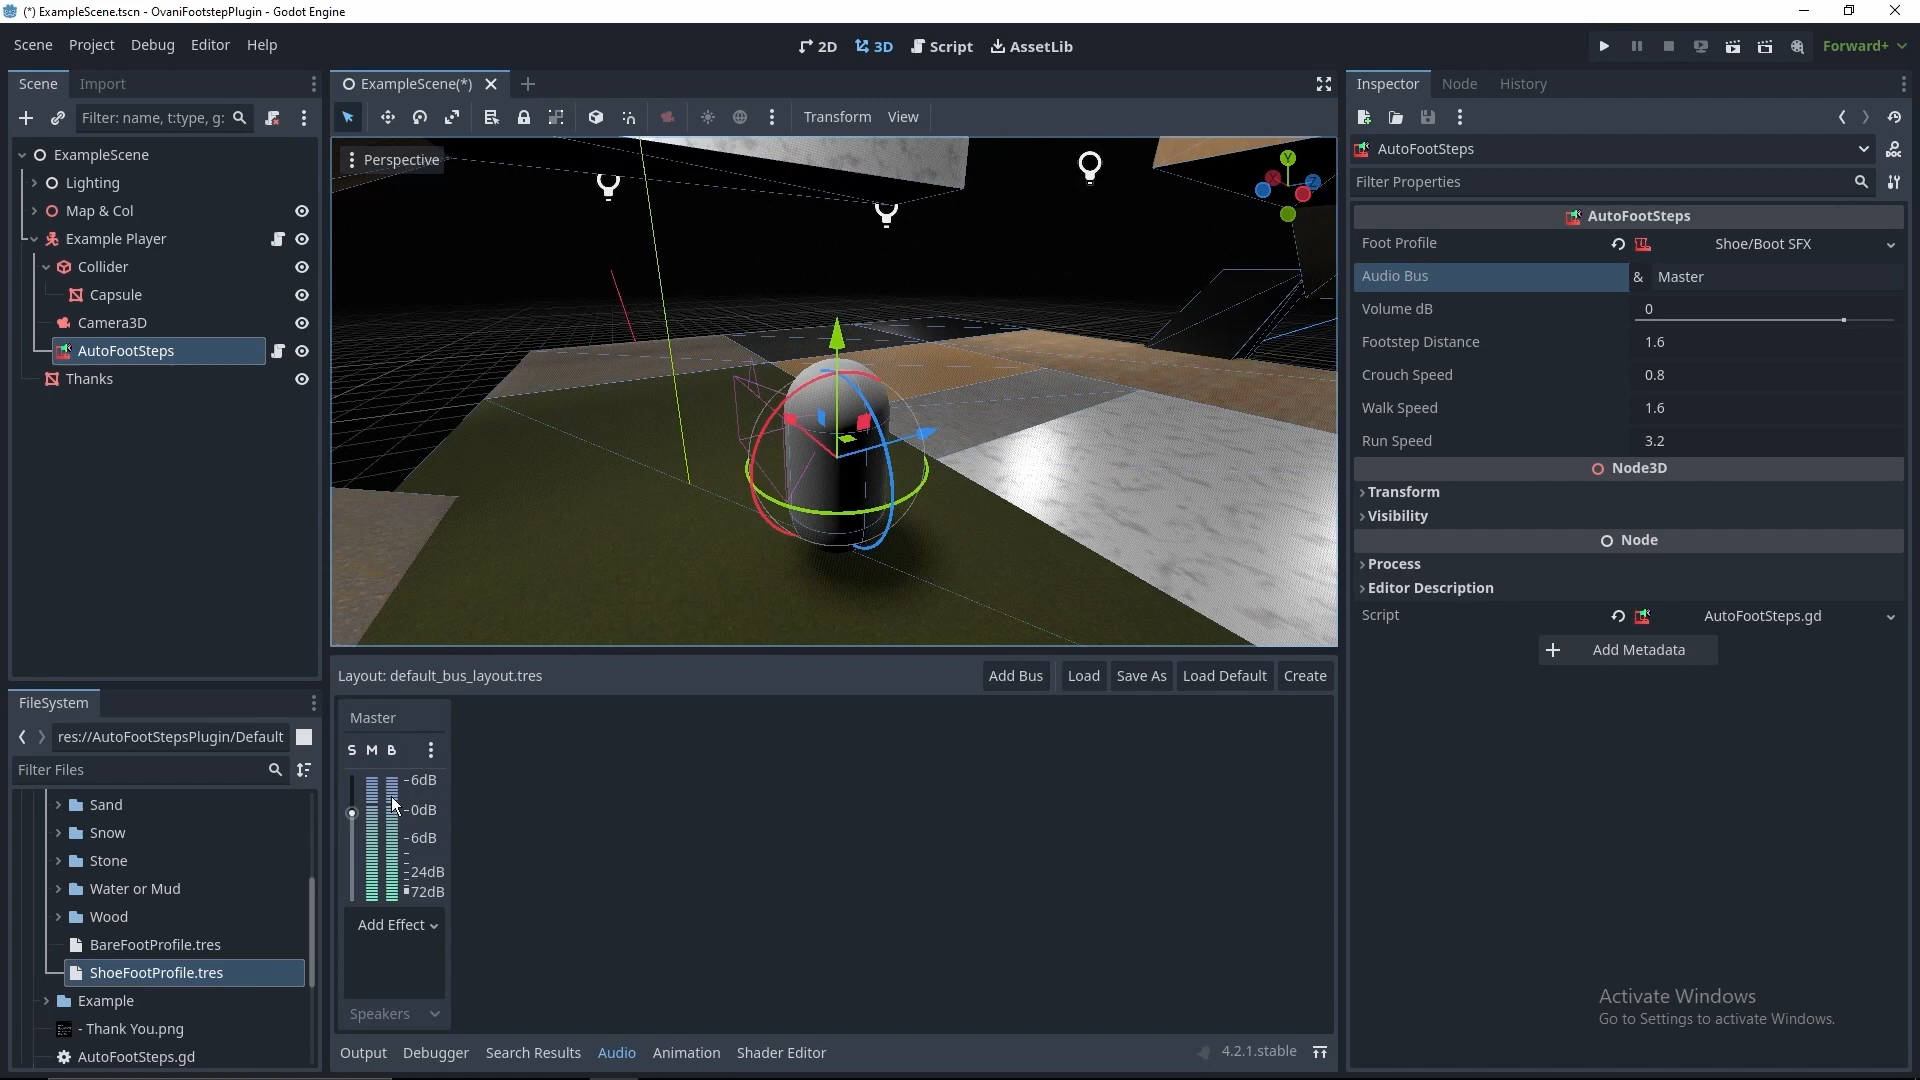 (*) ExampleScene.tscn - OvaniFootstepPlugin - Godot Engine
Scene Project Debug Editor Help
2D 3D Script AssetLib
Forward+
Scene Import
Filter: name, t:type, g:
ExampleScene
Lighting
Map & Col
Example Player
Collider
Capsule
Camera3D
AutoFootSteps
Thanks
FileSystem
res://AutoFootStepsPlugin/Default
Filter Files
Sand
Snow
Stone
Water or Mud
Wood
BareFootProfile.tres
ShoeFootProfile.tres
Example
- Thank You.png
AutoFootSteps.gd
ExampleScene(*)
Transform View
Perspective
Y
X
Z
Layout: default_bus_layout.tres
Add Bus Load Save As Load Default Create
Master
S M B
-6dB
-0dB
-6dB
-24dB
72dB
Add Effect
Speakers
Output Debugger Search Results Audio Animation Shader Editor
4.2.1.stable
Inspector Node History
AutoFootSteps
Filter Properties
AutoFootSteps
Foot Profile Shoe/Boot SFX
Audio Bus & Master
Volume dB 0
Footstep Distance 1.6
Crouch Speed 0.8
Walk Speed 1.6
Run Speed 3.2
Node3D
Transform
Visibility
Node
Process
Editor Description
Script AutoFootSteps.gd
Add Metadata
Activate Windows
Go to Settings to activate Windows.